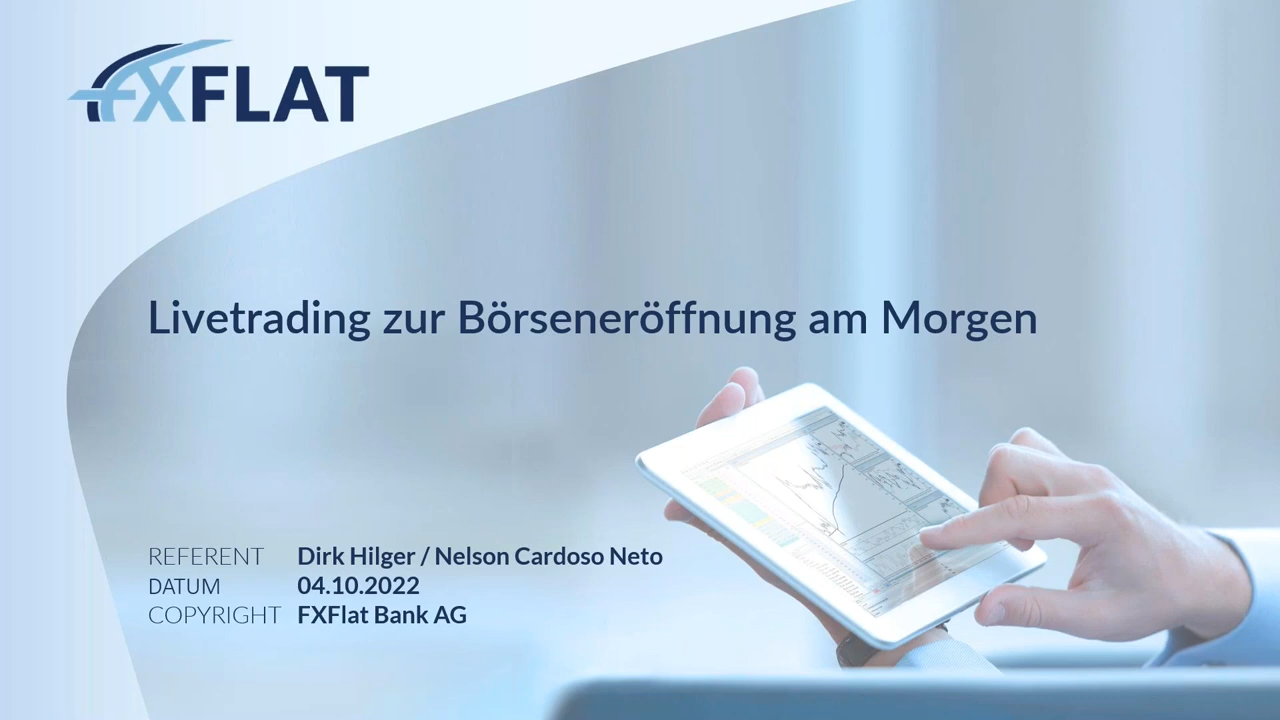 FXFLAT
Livetrading zur Börseneröffnung am Morgen
REFERENT Dirk Hilger / Nelson Cardoso Neto
DATUM 04.10.2022
COPYRIGHT FXFlat Bank AG